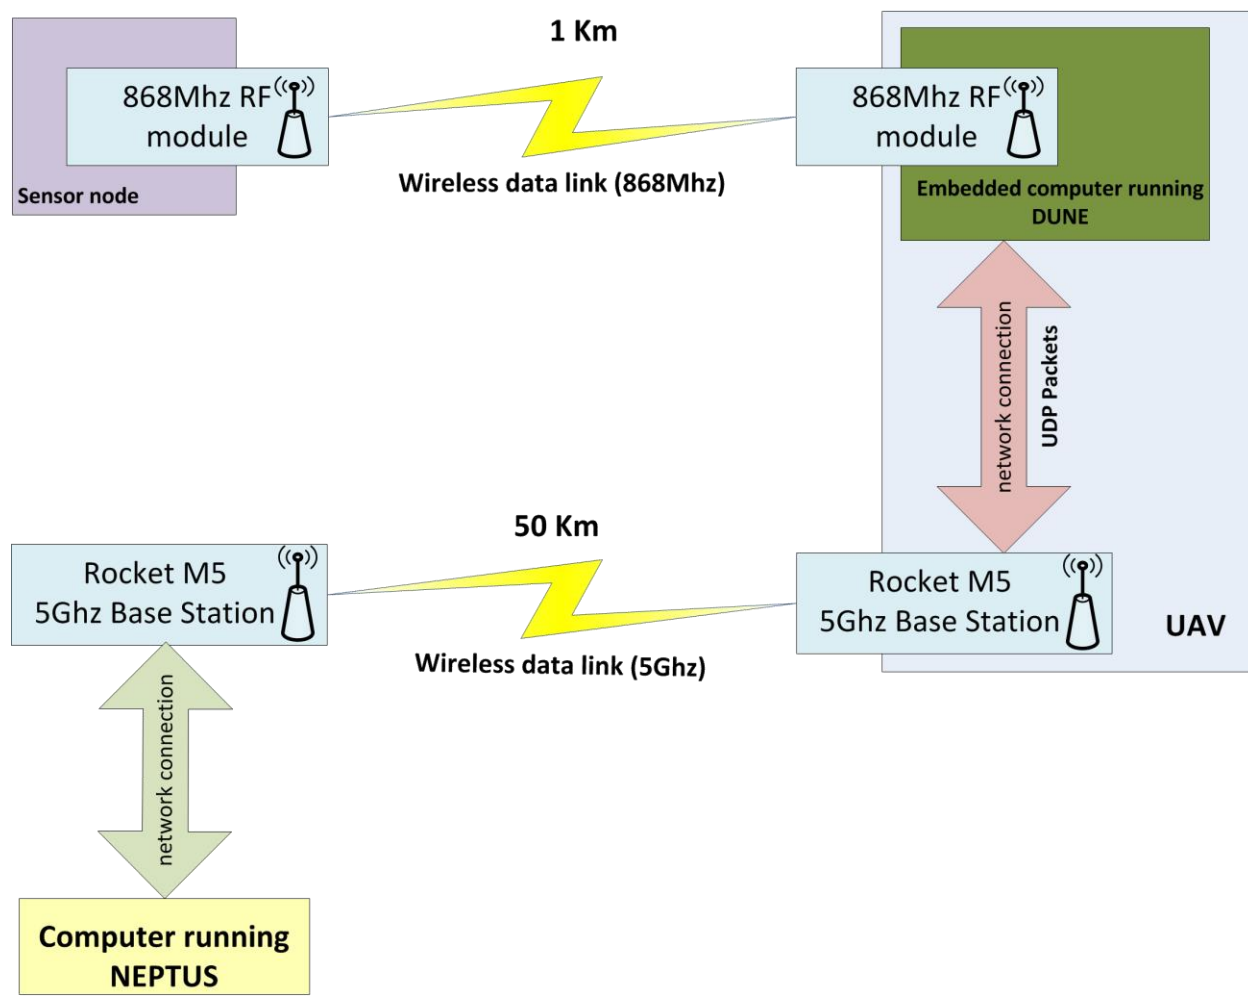 1 Km
868Mhz RF
module
868Mhz RF
module
Sensor node
Wireless data link (868Mhz)
Embedded computer running
DUNE
network connection
UDP Packets
50 Km
Rocket M5
5Ghz Base Station
Rocket M5
5Ghz Base Station
UAV
Wireless data link (5Ghz)
network connection
Computer running
NEPTUS